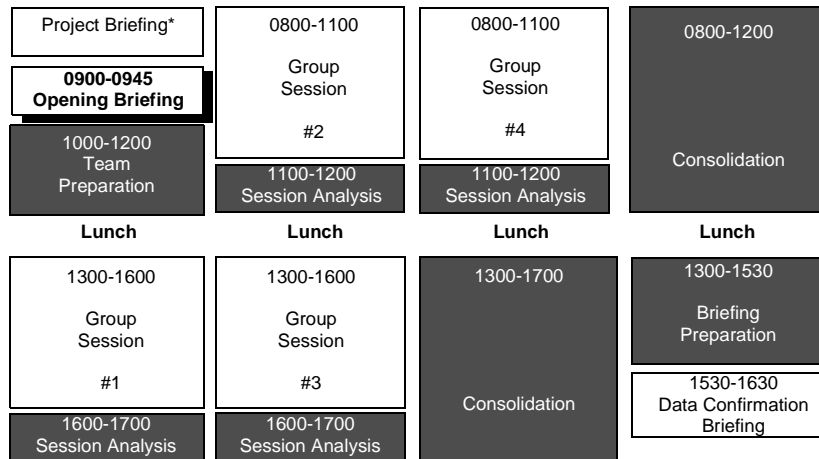 Project Briefing*
0900-0945
Opening Briefing
1000-1200
Team
Preparation
Lunch
1300-1600
Group
Session
#1
1600-1700
Session Analysis
0800-1100
Group
Session
#2
1100-1200
Session Analysis
Lunch
1300-1600
Group
Session
#3
1600-1700
Session Analysis
0800-1100
Group
Session
#4
1100-1200
Session Analysis
Lunch
1300-1700
Consolidation
0800-1200
Consolidation
Lunch
1300-1530
Briefing
Preparation
1530-1630
Data Confirmation
Briefing